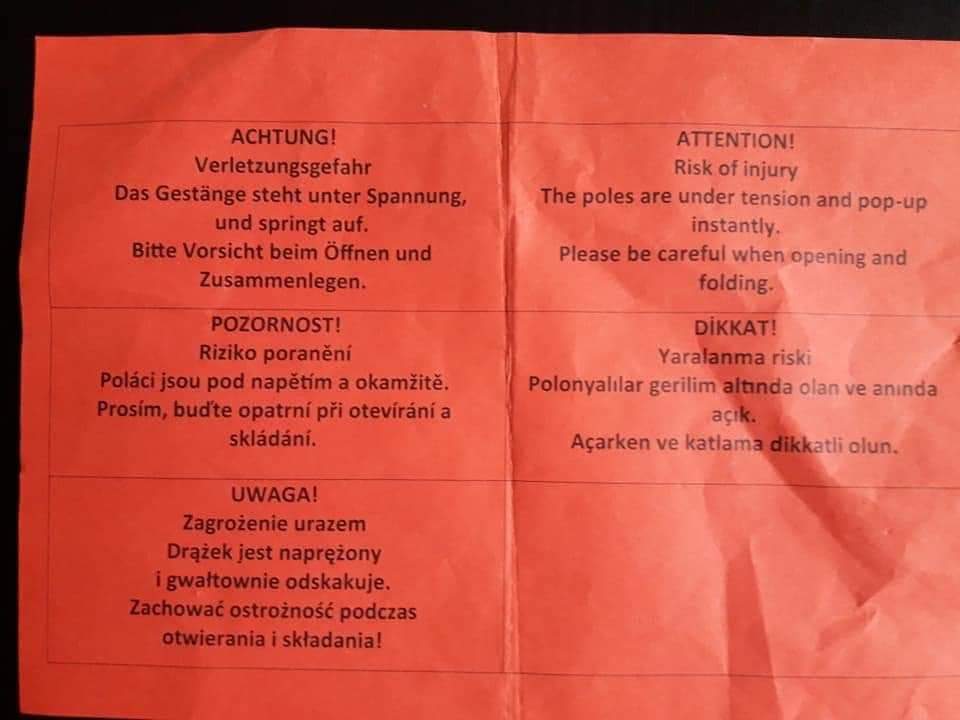 ACHTUNG!
Verletzungsgefahr
Das Gestänge steht unter Spannung,
und springt auf.
Bitte Vorsicht beim Öffnen und
Zusammenlegen.
ATTENTION!
Risk of injury
The poles are under tension and pop-up
instantly.
Please be careful when opening and
folding.
POZORNOST!
Riziko poranění
Poláci jsou pod napětím a okamžitě.
Prosím, buďte opatrní při otevírání a
skládání.
DİKKAT!
Yaralanma riski
Polonyalılar gerilim altında olan ve anında
açık.
Açarken ve katlama dikkatli olun.
UWAGA!
Zagrożenie urazem
Drążek jest naprężony
i gwałtownie odskakuje.
Zachować ostrożność podczas
otwierania i składania!